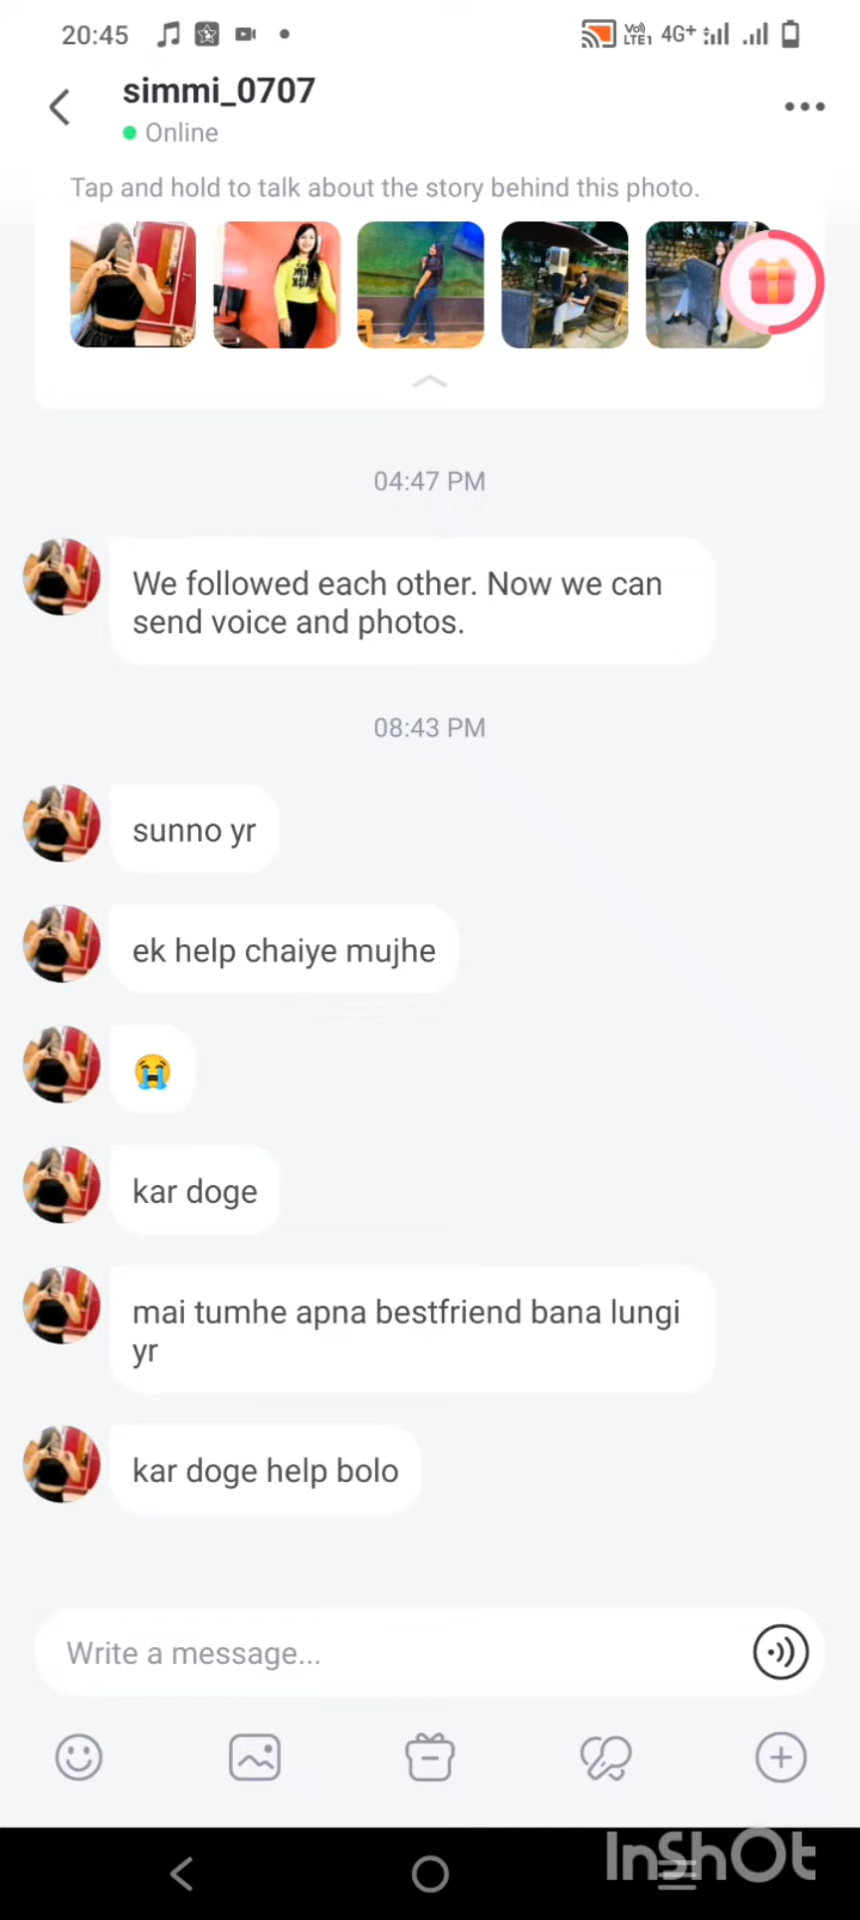 20:45
Vo)) LTE1 4G+
simmi_0707
Online
Tap and hold to talk about the story behind this photo.
04:47 PM
We followed each other. Now we can
send voice and photos.
08:43 PM
sunno yr
ek help chaiye mujhe
😭
kar doge
mai tumhe apna bestfriend bana lungi
yr
kar doge help bolo
Write a message...
InShOt